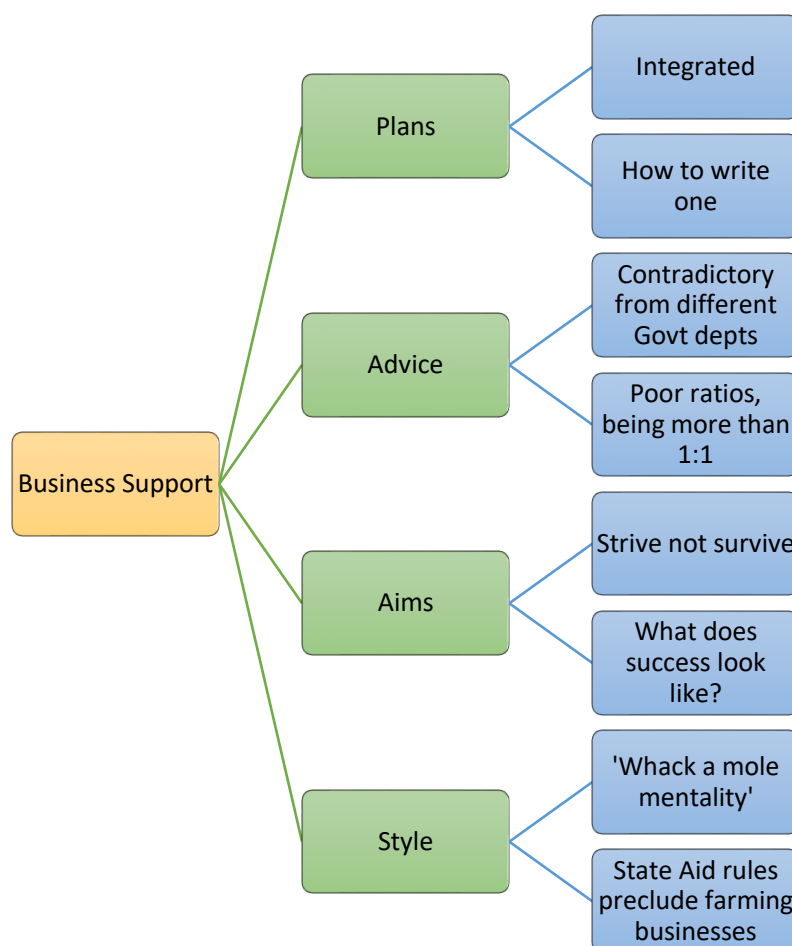 Business Support
Plans
Integrated
How to write
one
Advice
Contradictory
from different
Govt depts
Poor ratios,
being more than
1:1
Aims
Strive not survive
What does
success look
like?
Style
'Whack a mole
mentality'
State Aid rules
preclude farming
businesses